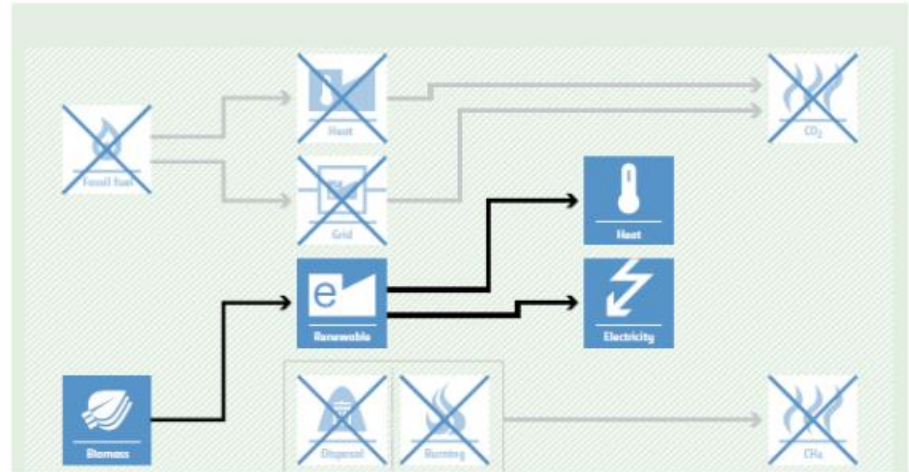 Heat
CO₂
Fossil fuel
Grid
Heat
e
Renewable
Electricity
Biomass
Disposal
Burning
CH₄